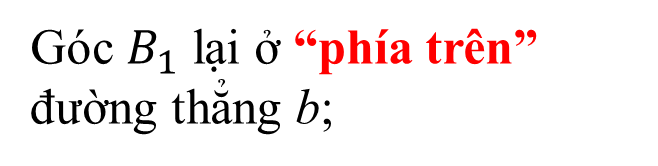 Góc B₁ lại ở “phía trên”
đường thẳng b;